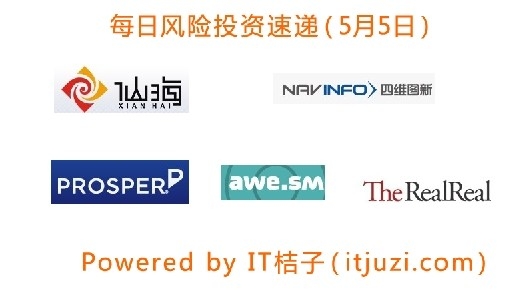 每日风险投资速递(5月5日)
仙海
XIAN HAI
NAVINFO 四维图新
PROSPER
awe.sm
TheRealReal
Powered by IT桔子(itjuzi.com)